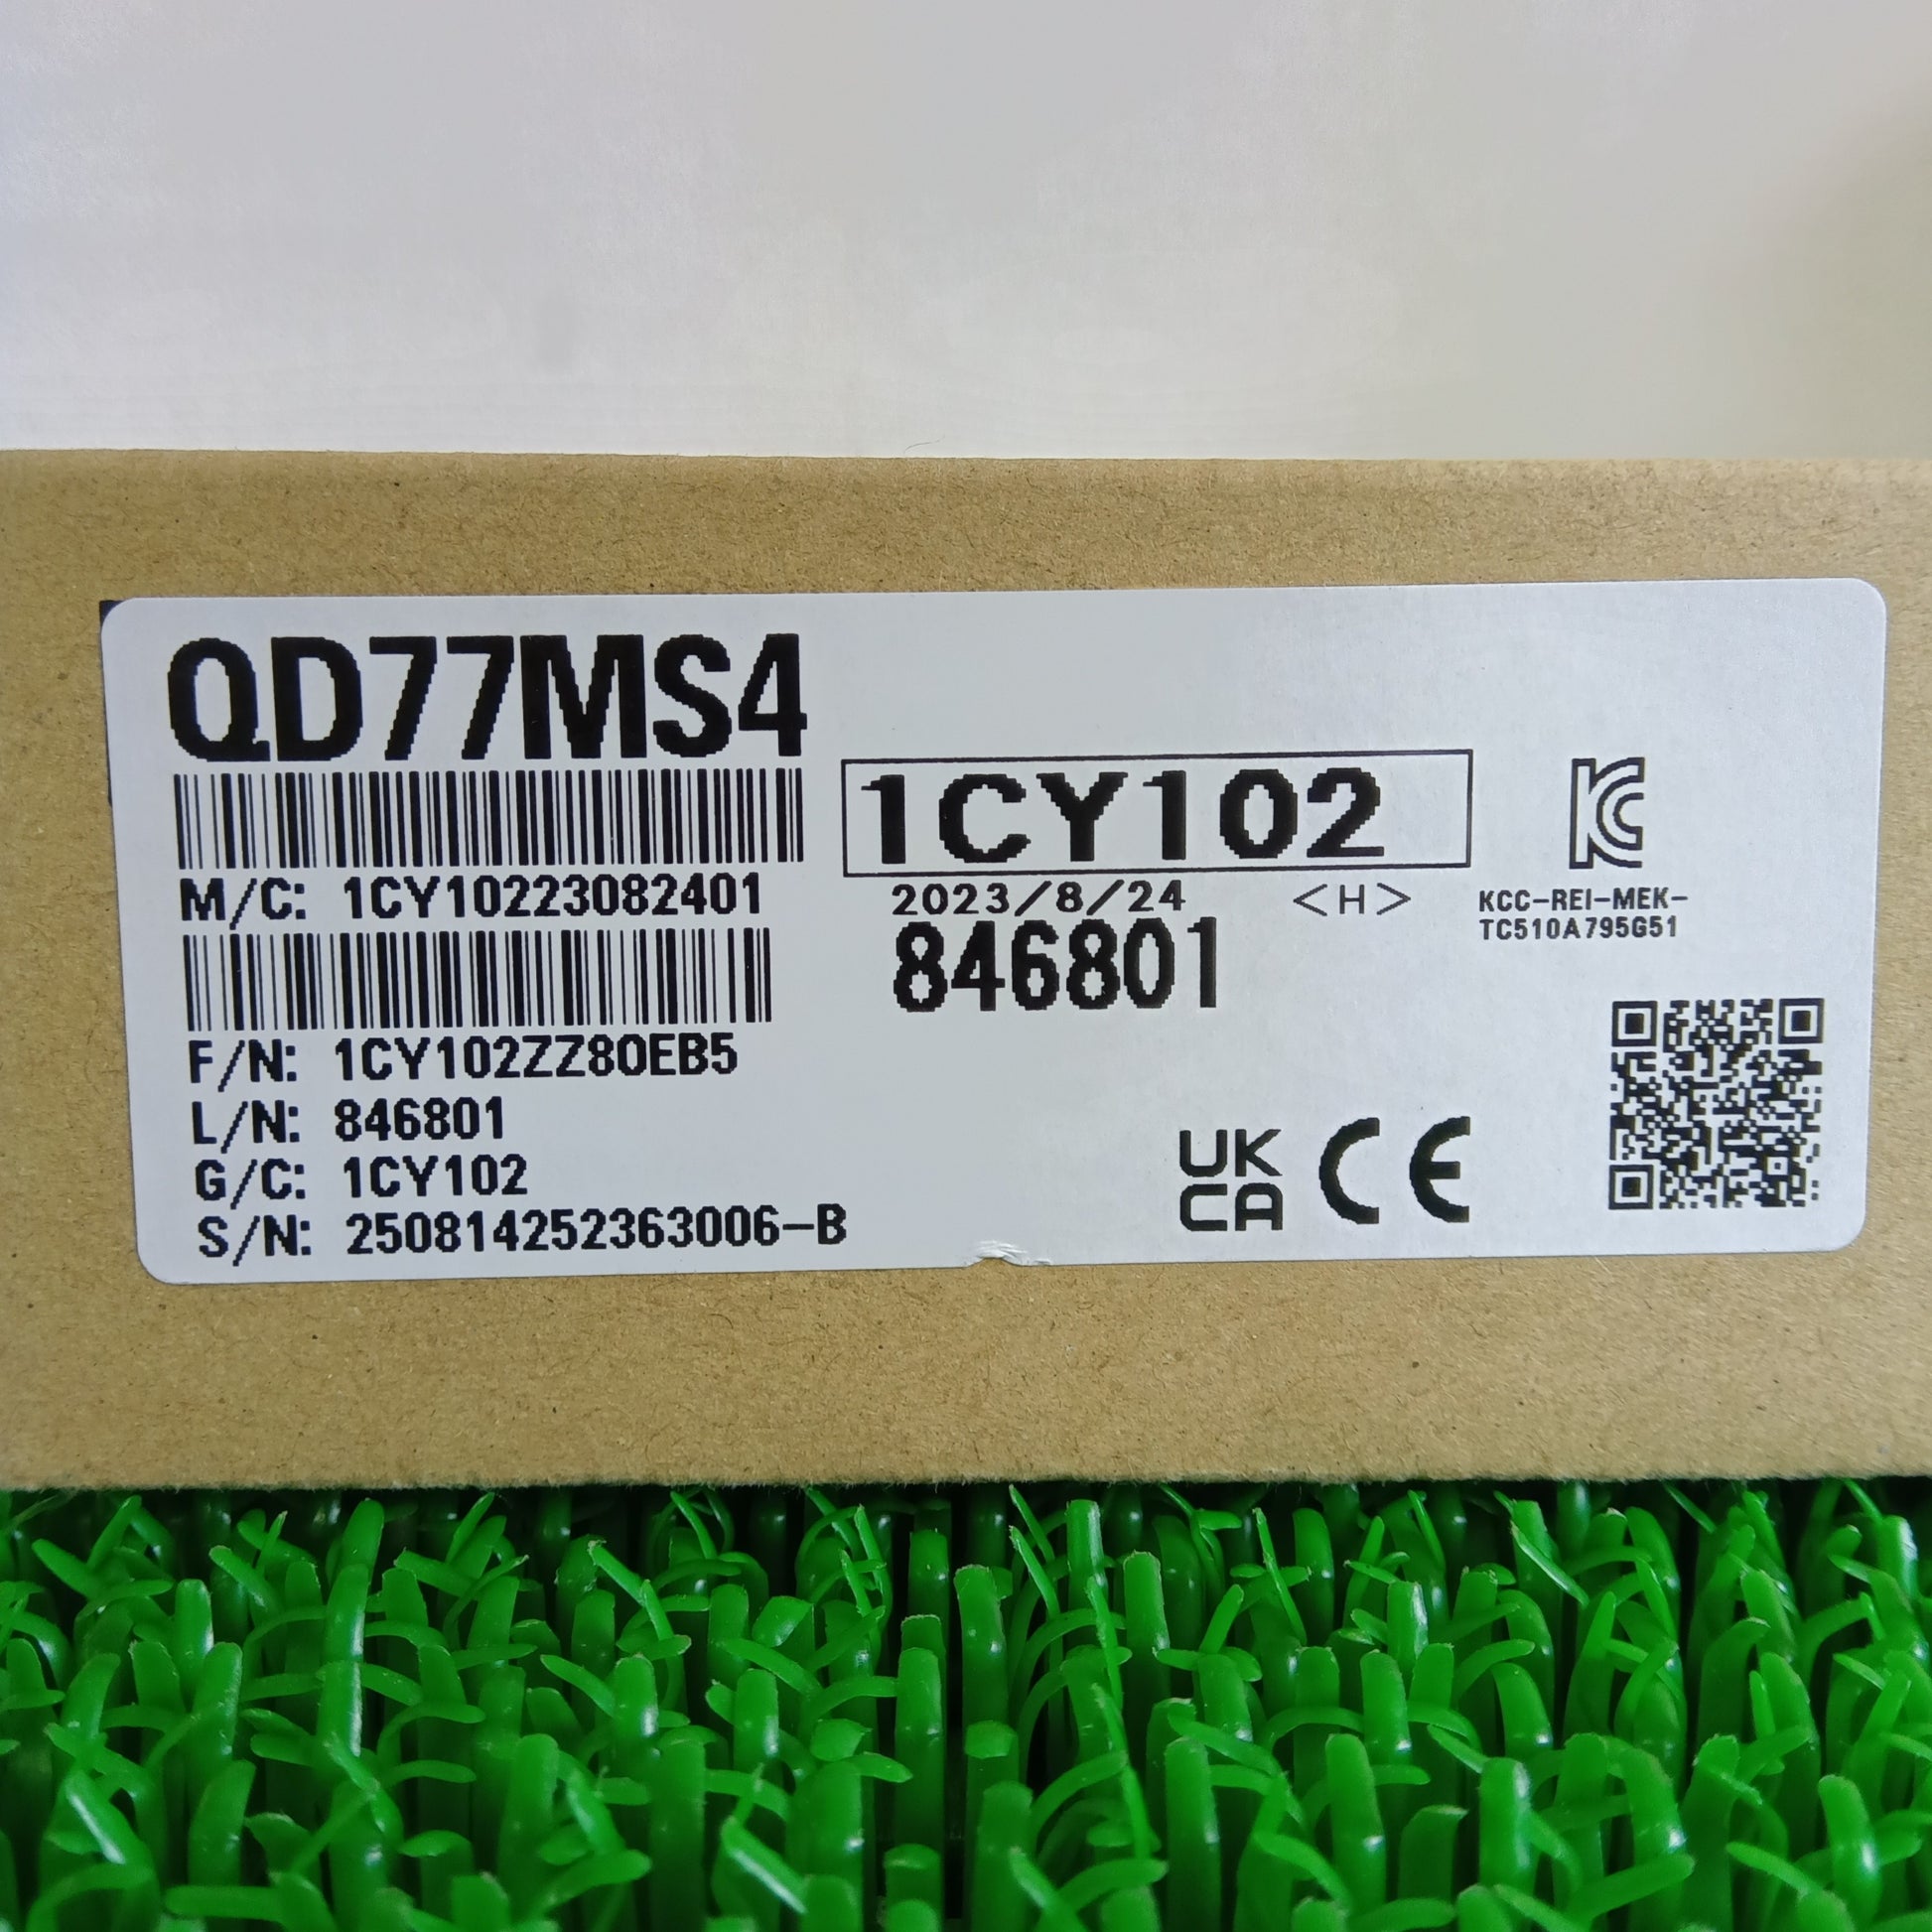 QD77MS4
1CY102
M/C: 1CY10223082401
2023/8/24 <H>
KCC-REI-MEK-
TC510A795G51
846801
F/N: 1CY102ZZ80EB5
L/N: 846801
G/C: 1CY102
S/N: 250814252363006-B
UK
CA CE